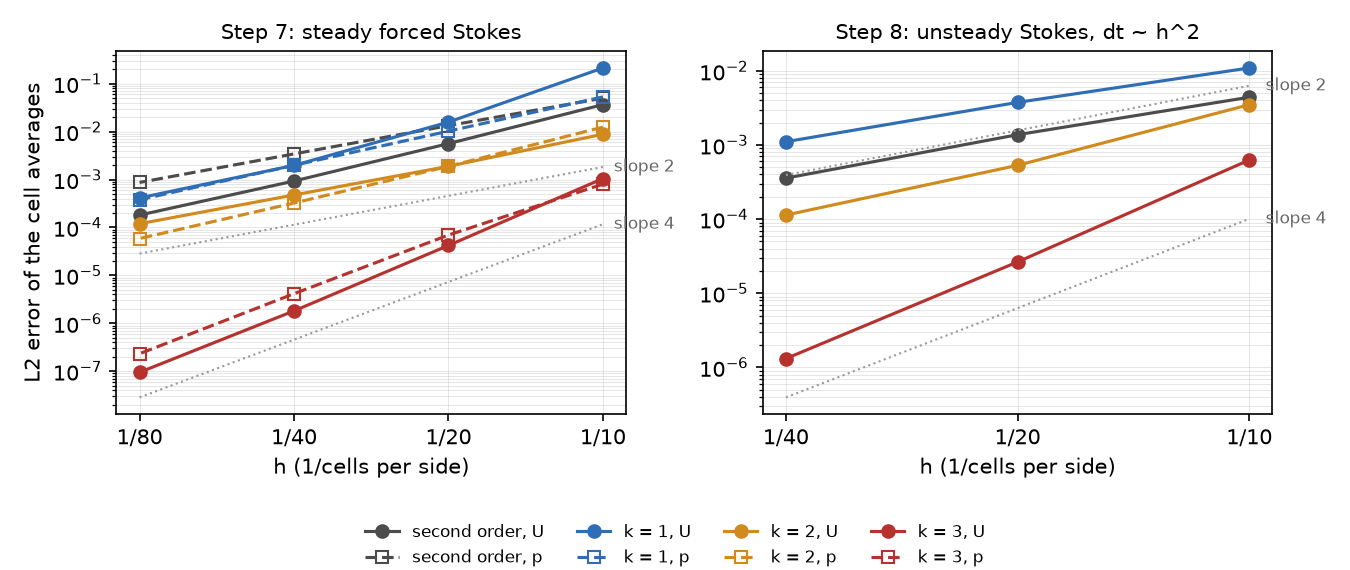 Step 7: steady forced Stokes
L2 error of the cell averages
10^-1
10^-2
10^-3
10^-4
10^-5
10^-6
10^-7
slope 2
slope 4
1/80
1/40
1/20
1/10
h (1/cells per side)
Step 8: unsteady Stokes, dt ~ h^2
10^-2
10^-3
10^-4
10^-5
10^-6
slope 2
slope 4
1/40
1/20
1/10
h (1/cells per side)
second order, U
second order, p
k = 1, U
k = 1, p
k = 2, U
k = 2, p
k = 3, U
k = 3, p